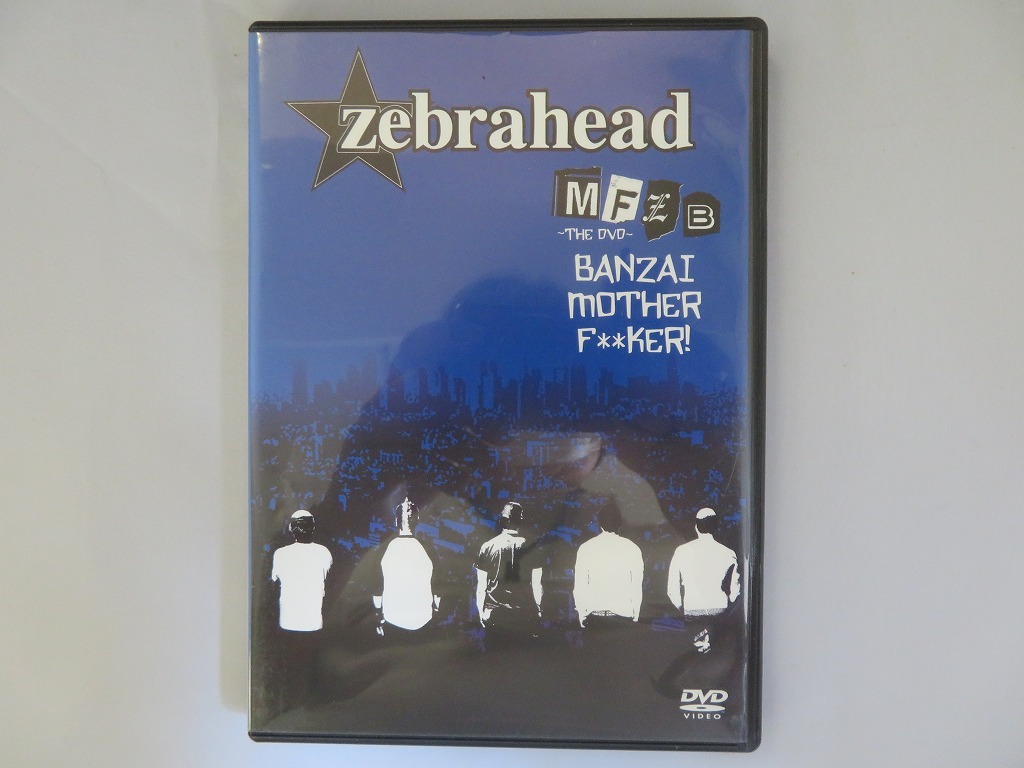 zebrahead
MFZB
~THE DVD~
BANZAI
MOTHER
F**KER!
DVD
VIDEO